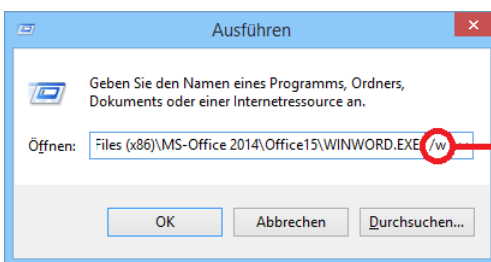 Ausführen
Geben Sie den Namen eines Programms, Ordners,
Dokuments oder einer Internetressource an.
Öffnen: Files (x86)\MS-Office 2014\Office15\WINWORD.EXE /w
OK Abbrechen Durchsuchen...